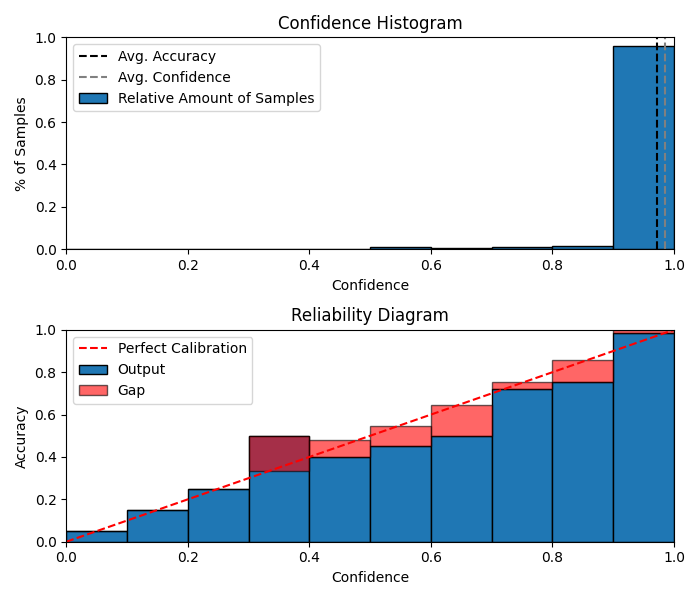 Confidence Histogram
1.0
0.8
0.6
0.4
0.2
0.0
% of Samples
Avg. Accuracy
Avg. Confidence
Relative Amount of Samples
0.0 0.2 0.4 0.6 0.8 1.0
Confidence
Reliability Diagram
1.0
0.8
0.6
0.4
0.2
0.0
Accuracy
Perfect Calibration
Output
Gap
0.0 0.2 0.4 0.6 0.8 1.0
Confidence